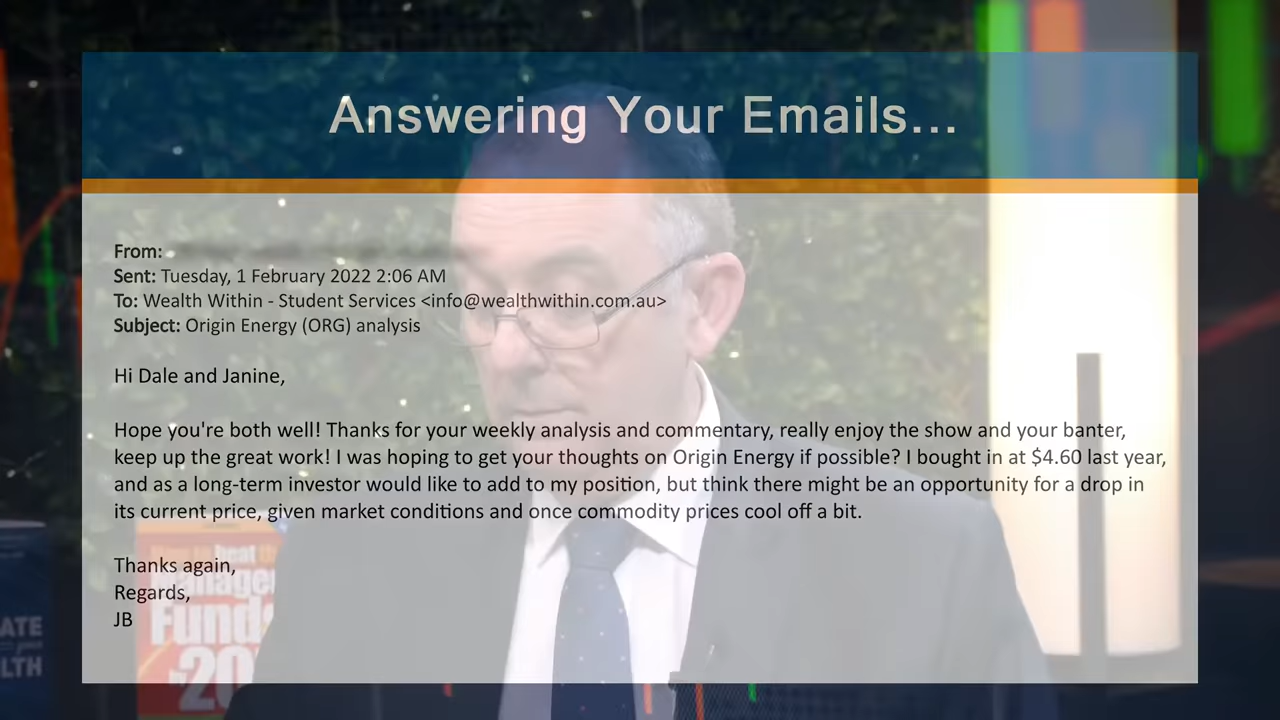 Answering Your Emails...
From:
Sent: Tuesday, 1 February 2022 2:06 AM
To: Wealth Within - Student Services <info@wealthwithin.com.au>
Subject: Origin Energy (ORG) analysis
Hi Dale and Janine,
Hope you're both well! Thanks for your weekly analysis and commentary, really enjoy the show and your banter,
keep up the great work! I was hoping to get your thoughts on Origin Energy if possible? I bought in at $4.60 last year,
and as a long-term investor would like to add to my position, but think there might be an opportunity for a drop in
its current price, given market conditions and once commodity prices cool off a bit.
Thanks again,
Regards,
JB
beat
Fund
$20
ATE
LTH